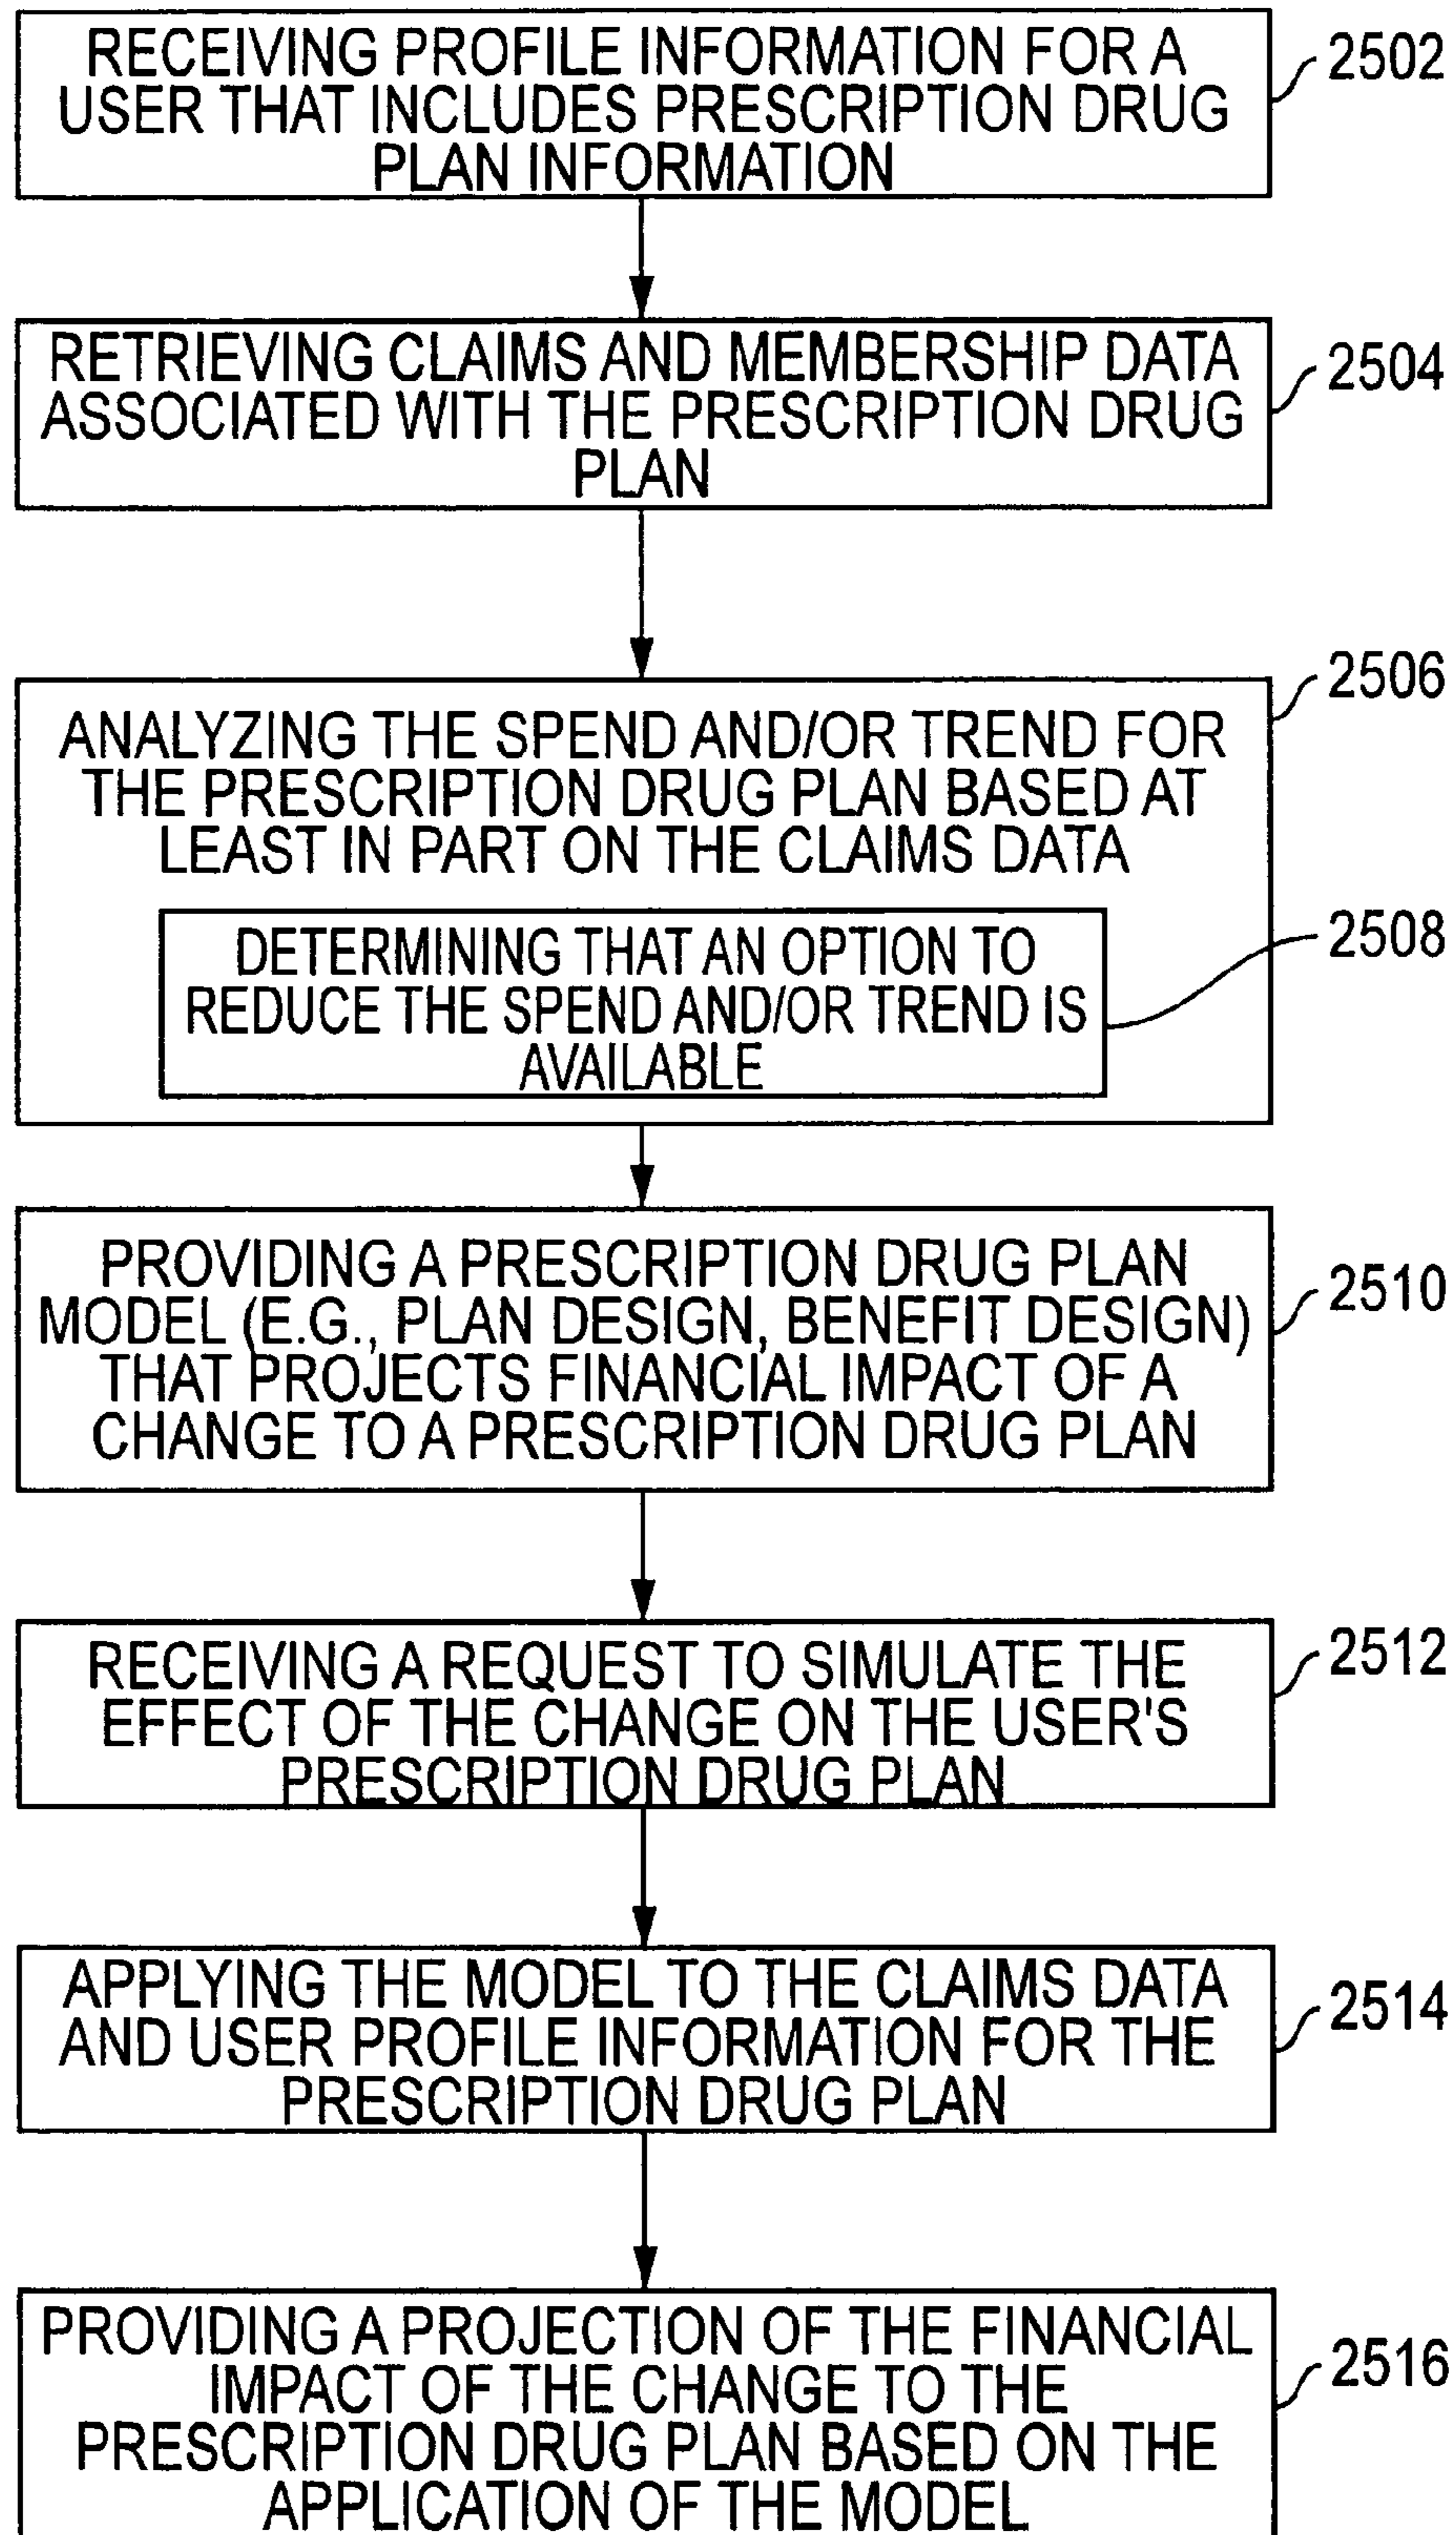 RECEIVING PROFILE INFORMATION FOR A
USER THAT INCLUDES PRESCRIPTION DRUG
PLAN INFORMATION
2502
RETRIEVING CLAIMS AND MEMBERSHIP DATA
ASSOCIATED WITH THE PRESCRIPTION DRUG
PLAN
2504
ANALYZING THE SPEND AND/OR TREND FOR
THE PRESCRIPTION DRUG PLAN BASED AT
LEAST IN PART ON THE CLAIMS DATA
2506
DETERMINING THAT AN OPTION TO
REDUCE THE SPEND AND/OR TREND IS
AVAILABLE
2508
PROVIDING A PRESCRIPTION DRUG PLAN
MODEL (E.G., PLAN DESIGN, BENEFIT DESIGN)
THAT PROJECTS FINANCIAL IMPACT OF A
CHANGE TO A PRESCRIPTION DRUG PLAN
2510
RECEIVING A REQUEST TO SIMULATE THE
EFFECT OF THE CHANGE ON THE USER'S
PRESCRIPTION DRUG PLAN
2512
APPLYING THE MODEL TO THE CLAIMS DATA
AND USER PROFILE INFORMATION FOR THE
PRESCRIPTION DRUG PLAN
2514
PROVIDING A PROJECTION OF THE FINANCIAL
IMPACT OF THE CHANGE TO THE
PRESCRIPTION DRUG PLAN BASED ON THE
APPLICATION OF THE MODEL
2516